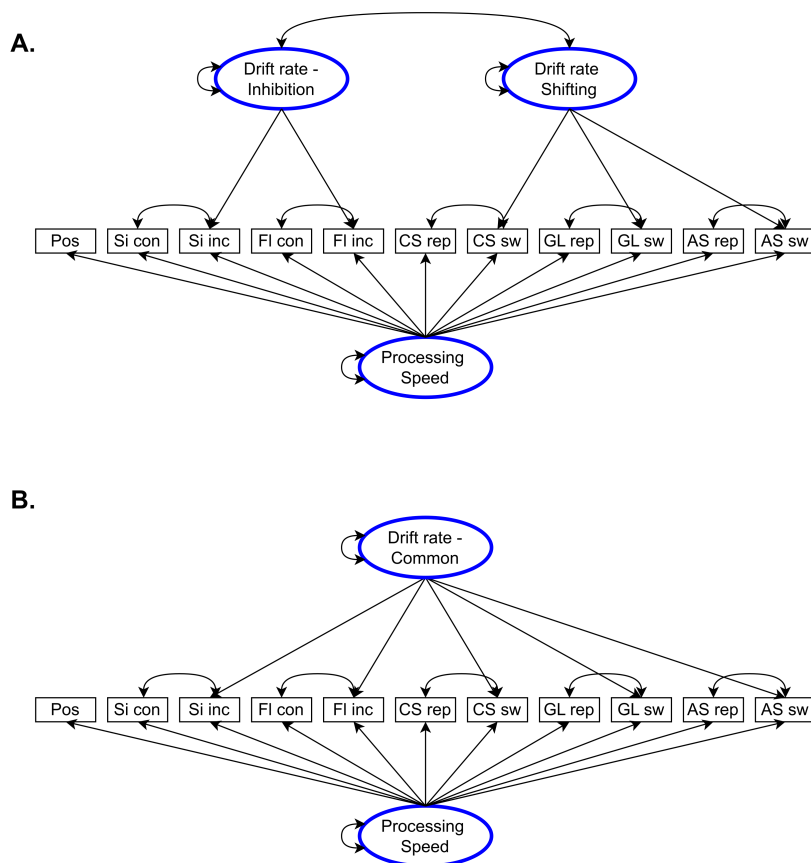 A.
Drift rate -
Inhibition
Drift rate
Shifting
Pos
Si con
Si inc
Fl con
Fl inc
CS rep
CS sw
GL rep
GL sw
AS rep
AS sw
Processing
Speed
B.
Drift rate -
Common
Pos
Si con
Si inc
Fl con
Fl inc
CS rep
CS sw
GL rep
GL sw
AS rep
AS sw
Processing
Speed